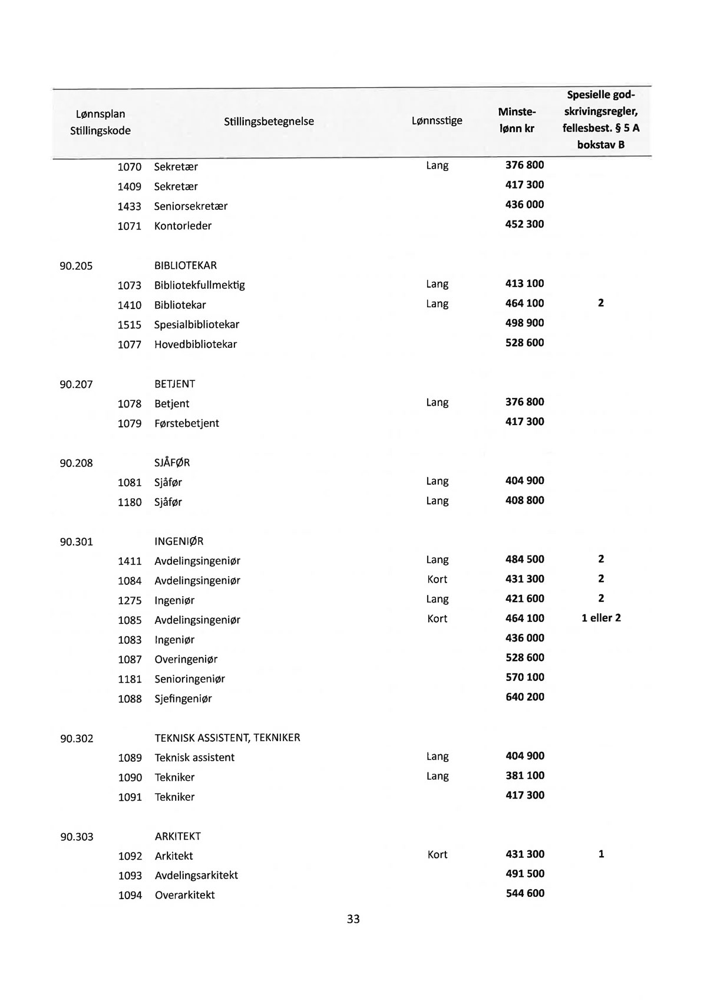 Lønnsplan
Stillingskode
Stillingsbetegnelse
Lønnsstige
Minste-
lønn kr
Spesielle god-
skrivingsregler,
fellesbest. § 5 A
bokstav B
1070 Sekretær Lang 376 800
1409 Sekretær 417 300
1433 Seniorsekretær 436 000
1071 Kontorleder 452 300
90.205 BIBLIOTEKAR
1073 Bibliotekfullmektig Lang 413 100
1410 Bibliotekar Lang 464 100 2
1515 Spesialbibliotekar 498 900
1077 Hovedbibliotekar 528 600
90.207 BETJENT
1078 Betjent Lang 376 800
1079 Førstebetjent 417 300
90.208 SJÅFØR
1081 Sjåfør Lang 404 900
1180 Sjåfør Lang 408 800
90.301 INGENIØR
1411 Avdelingsingeniør Lang 484 500 2
1084 Avdelingsingeniør Kort 431 300 2
1275 Ingeniør Lang 421 600 2
1085 Avdelingsingeniør Kort 464 100 1 eller 2
1083 Ingeniør 436 000
1087 Overingeniør 528 600
1181 Senioringeniør 570 100
1088 Sjefingeniør 640 200
90.302 TEKNISK ASSISTENT, TEKNIKER
1089 Teknisk assistent Lang 404 900
1090 Tekniker Lang 381 100
1091 Tekniker 417 300
90.303 ARKITEKT
1092 Arkitekt Kort 431 300 1
1093 Avdelingsarkitekt 491 500
1094 Overarkitekt 544 600
33